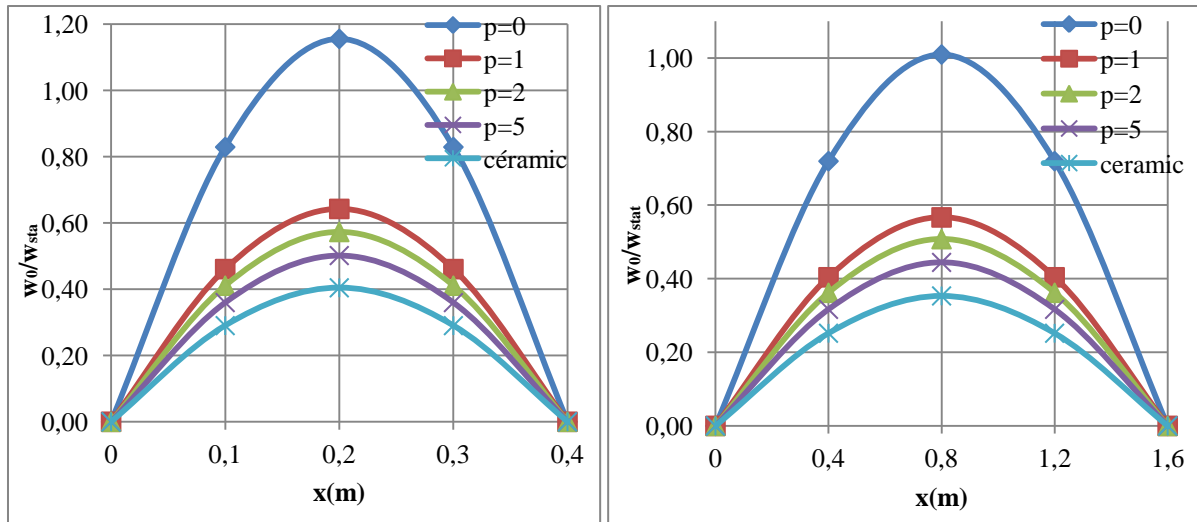 1,20
1,00
0,80
0,60
0,40
0,20
0,00
w0/wsta
0
0,1
0,2
0,3
0,4
x(m)
p=0
p=1
p=2
p=5
céramic
1,00
0,80
0,60
0,40
0,20
0,00
w0/wstat
0
0,4
0,8
1,2
1,6
x(m)
p=0
p=1
p=2
p=5
ceramic